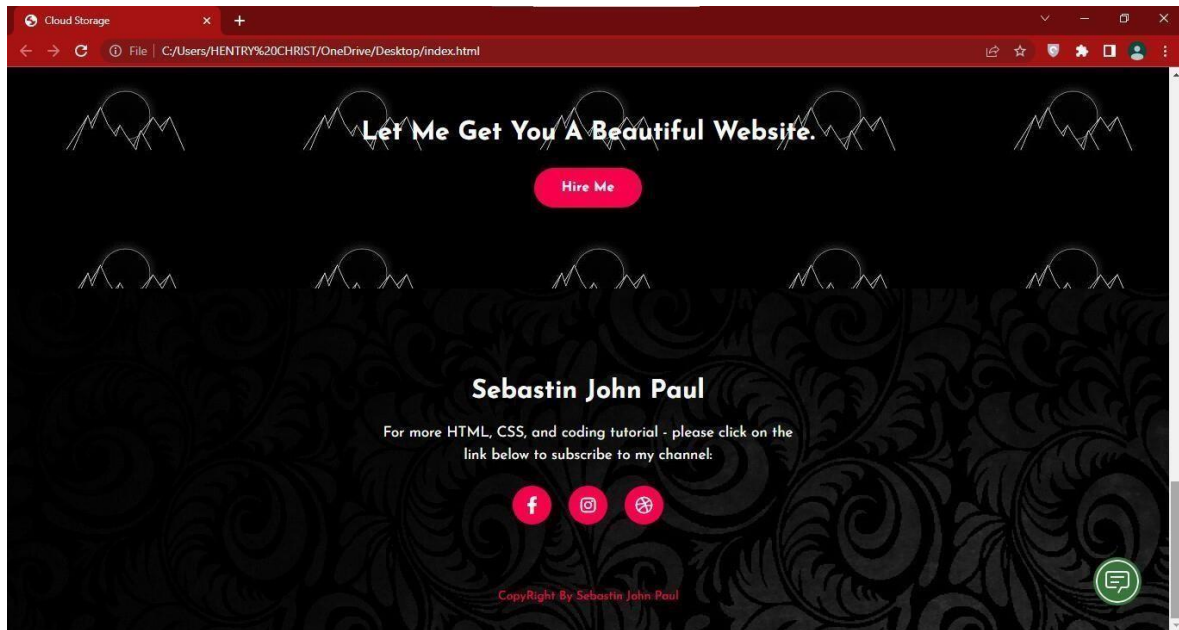 Cloud Storage
File | C:/Users/HENTRY%20CHRIST/OneDrive/Desktop/index.html
Let Me Get You A Beautiful Website.
Hire Me
Sebastin John Paul
For more HTML, CSS, and coding tutorial - please click on the
link below to subscribe to my channel:
CopyRight By Sebastin John Paul